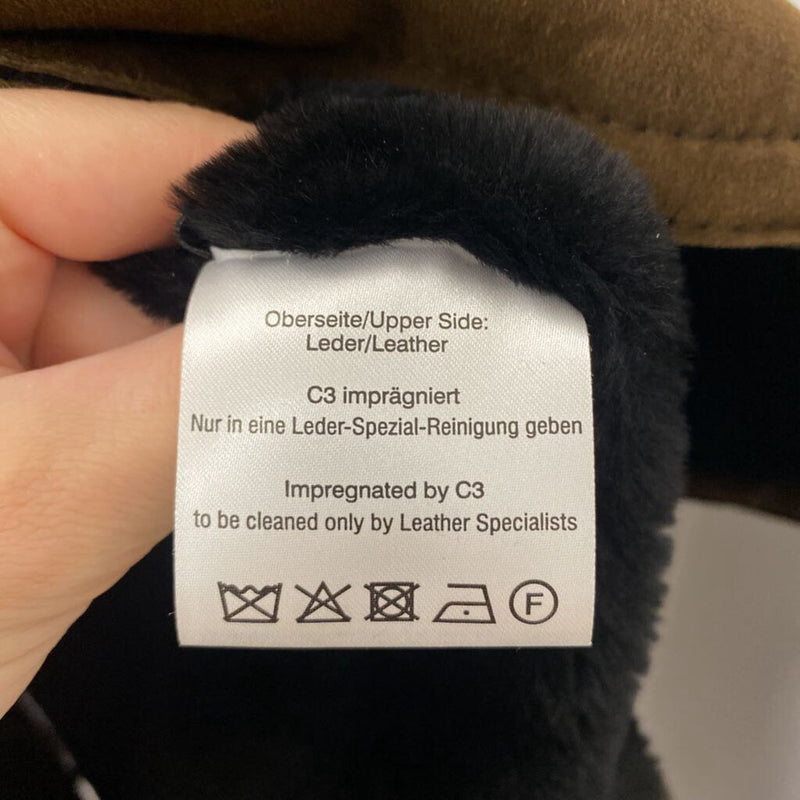 Oberseite/Upper Side:
Leder/Leather
C3 imprägniert
Nur in eine Leder-Spezial-Reinigung geben
Impregnated by C3
to be cleaned only by Leather Specialists
F